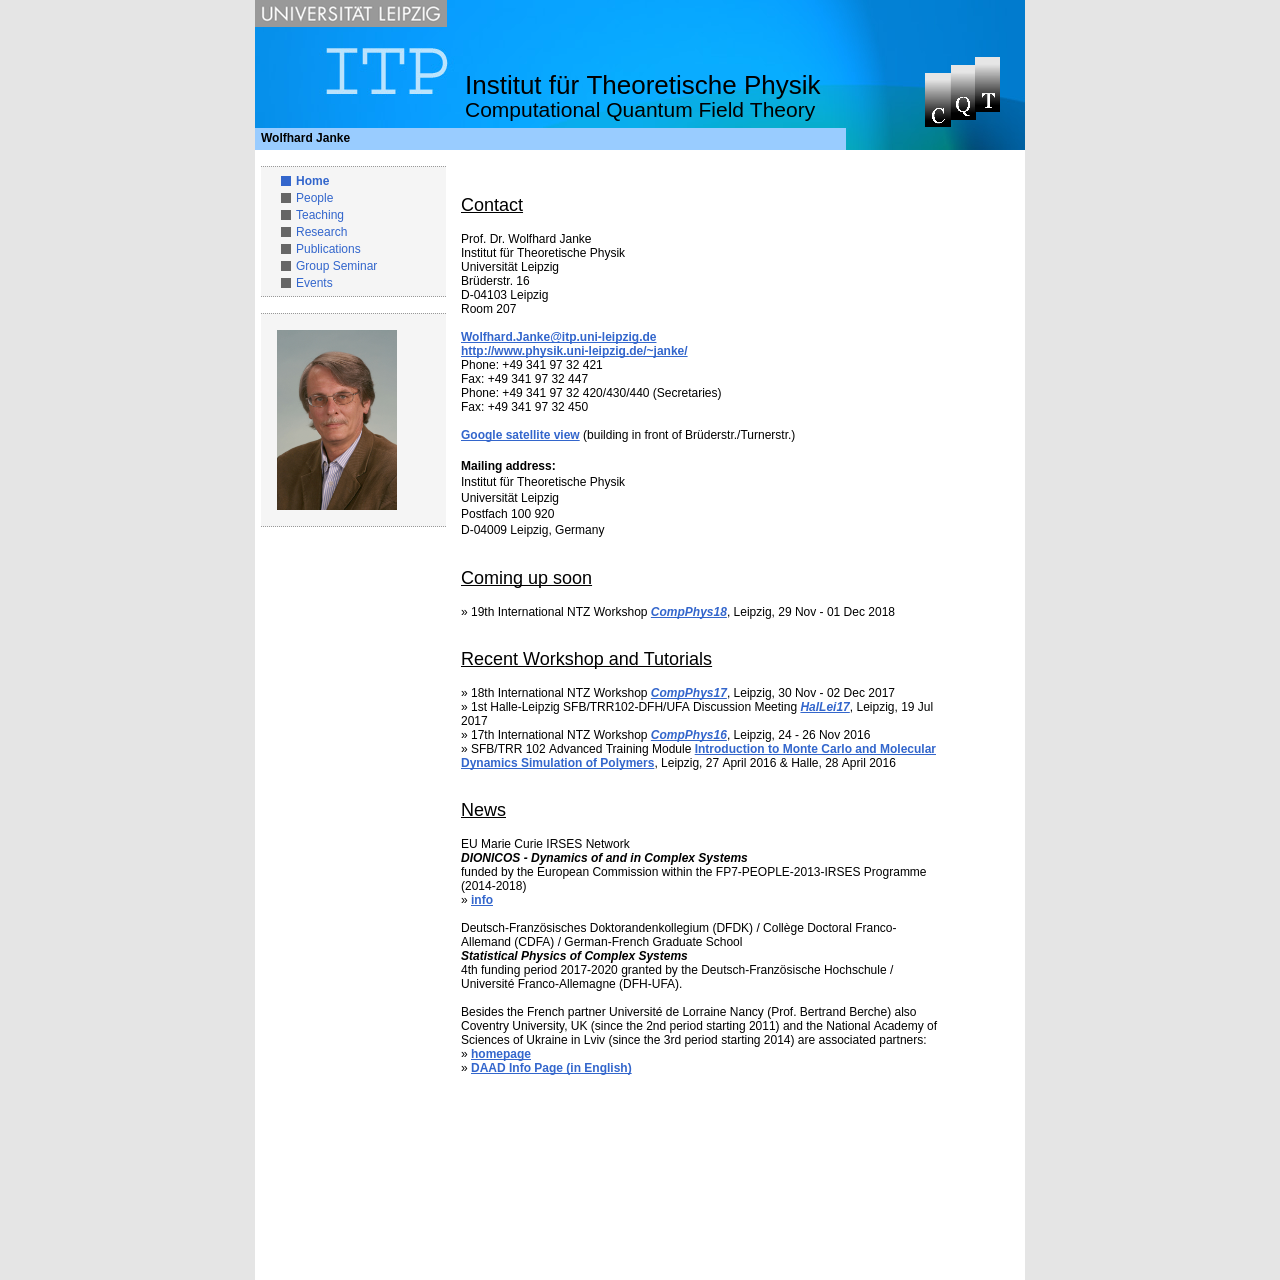 UNIVERSITÄT LEIPZIG
ITP
Institut für Theoretische Physik
Computational Quantum Field Theory
C Q T
Wolfhard Janke
Home
People
Teaching
Research
Publications
Group Seminar
Events
Contact
Prof. Dr. Wolfhard Janke
Institut für Theoretische Physik
Universität Leipzig
Brüderstr. 16
D-04103 Leipzig
Room 207
Wolfhard.Janke@itp.uni-leipzig.de
http://www.physik.uni-leipzig.de/~janke/
Phone: +49 341 97 32 421
Fax: +49 341 97 32 447
Phone: +49 341 97 32 420/430/440 (Secretaries)
Fax: +49 341 97 32 450
Google satellite view (building in front of Brüderstr./Turnerstr.)
Mailing address:
Institut für Theoretische Physik
Universität Leipzig
Postfach 100 920
D-04009 Leipzig, Germany
Coming up soon
» 19th International NTZ Workshop CompPhys18, Leipzig, 29 Nov - 01 Dec 2018
Recent Workshop and Tutorials
» 18th International NTZ Workshop CompPhys17, Leipzig, 30 Nov - 02 Dec 2017
» 1st Halle-Leipzig SFB/TRR102-DFH/UFA Discussion Meeting HalLei17, Leipzig, 19 Jul
2017
» 17th International NTZ Workshop CompPhys16, Leipzig, 24 - 26 Nov 2016
» SFB/TRR 102 Advanced Training Module Introduction to Monte Carlo and Molecular
Dynamics Simulation of Polymers, Leipzig, 27 April 2016 & Halle, 28 April 2016
News
EU Marie Curie IRSES Network
DIONICOS - Dynamics of and in Complex Systems
funded by the European Commission within the FP7-PEOPLE-2013-IRSES Programme
(2014-2018)
» info
Deutsch-Französisches Doktorandenkollegium (DFDK) / Collège Doctoral Franco-
Allemand (CDFA) / German-French Graduate School
Statistical Physics of Complex Systems
4th funding period 2017-2020 granted by the Deutsch-Französische Hochschule /
Université Franco-Allemagne (DFH-UFA).
Besides the French partner Université de Lorraine Nancy (Prof. Bertrand Berche) also
Coventry University, UK (since the 2nd period starting 2011) and the National Academy of
Sciences of Ukraine in Lviv (since the 3rd period starting 2014) are associated partners:
» homepage
» DAAD Info Page (in English)